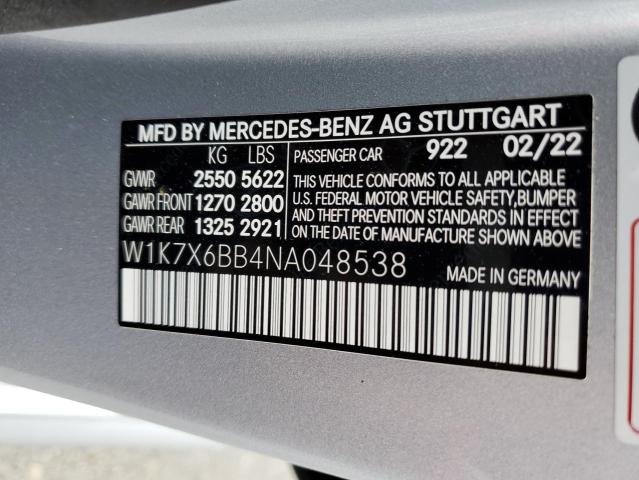 MFD BY MERCEDES-BENZ AG STUTTGART
KG LBS PASSENGER CAR 922 02/22
GVWR 2550 5622 THIS VEHICLE CONFORMS TO ALL APPLICABLE
GAWR FRONT 1270 2800 U.S. FEDERAL MOTOR VEHICLE SAFETY,BUMPER
GAWR REAR 1325 2921 AND THEFT PREVENTION STANDARDS IN EFFECT
ON THE DATE OF MANUFACTURE SHOWN ABOVE.
W1K7X6BB4NA048538 MADE IN GERMANY